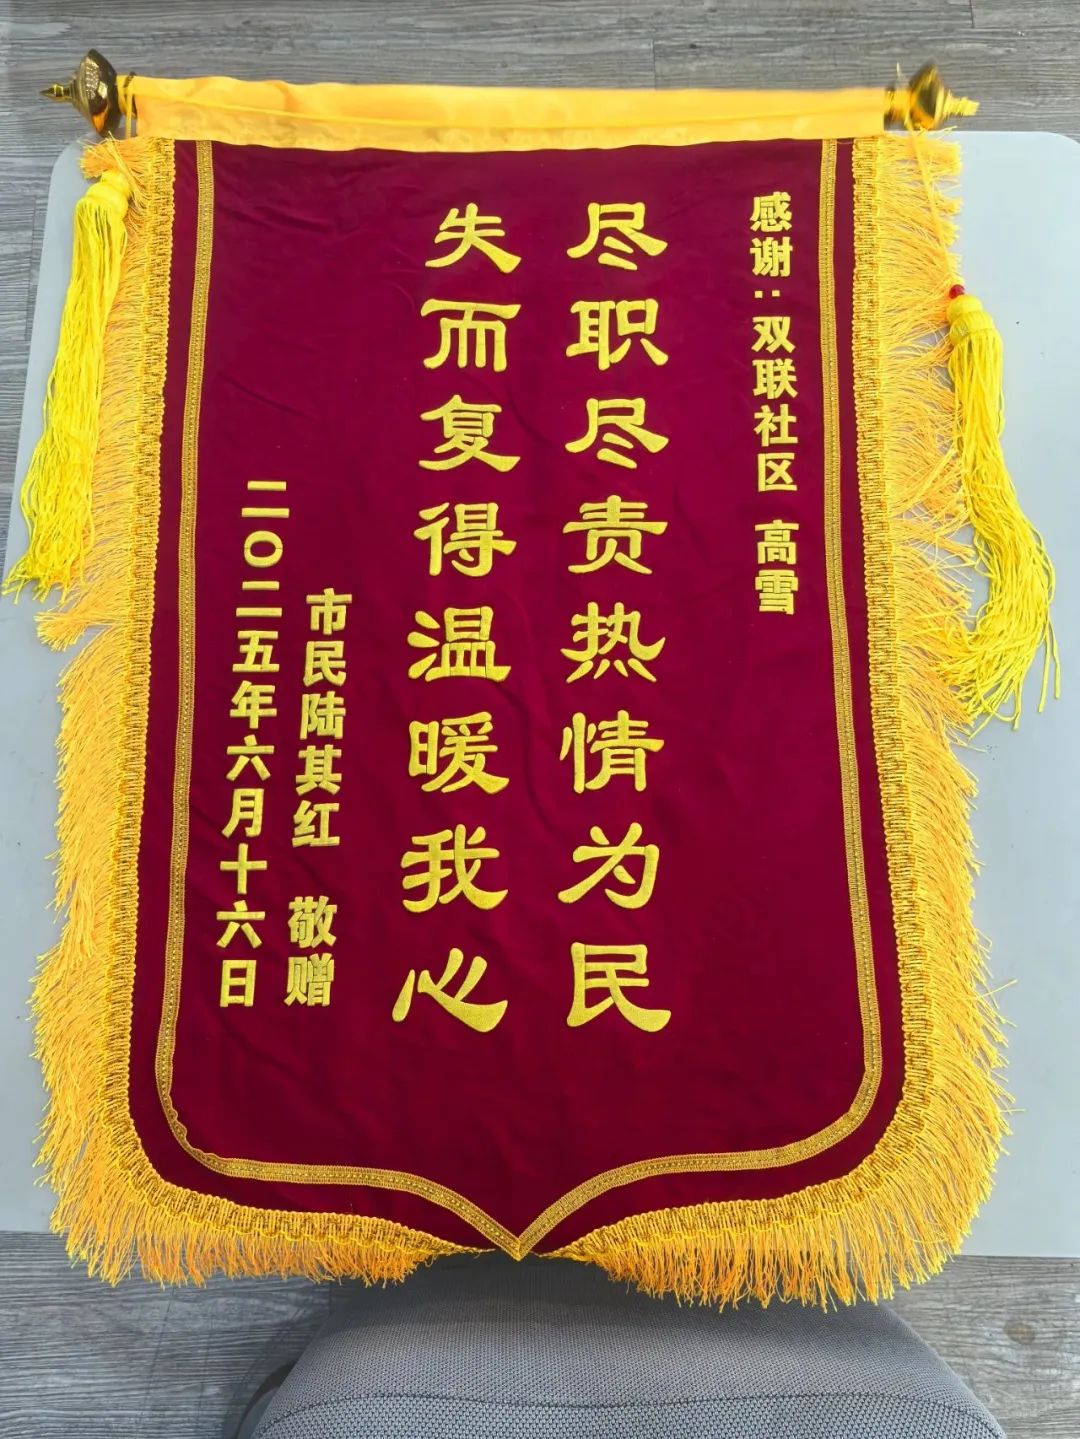 感谢：双联社区 高雪
尽职尽责热情为民
失而复得温暖我心
市民陆其红 敬赠
二〇二五年六月十六日